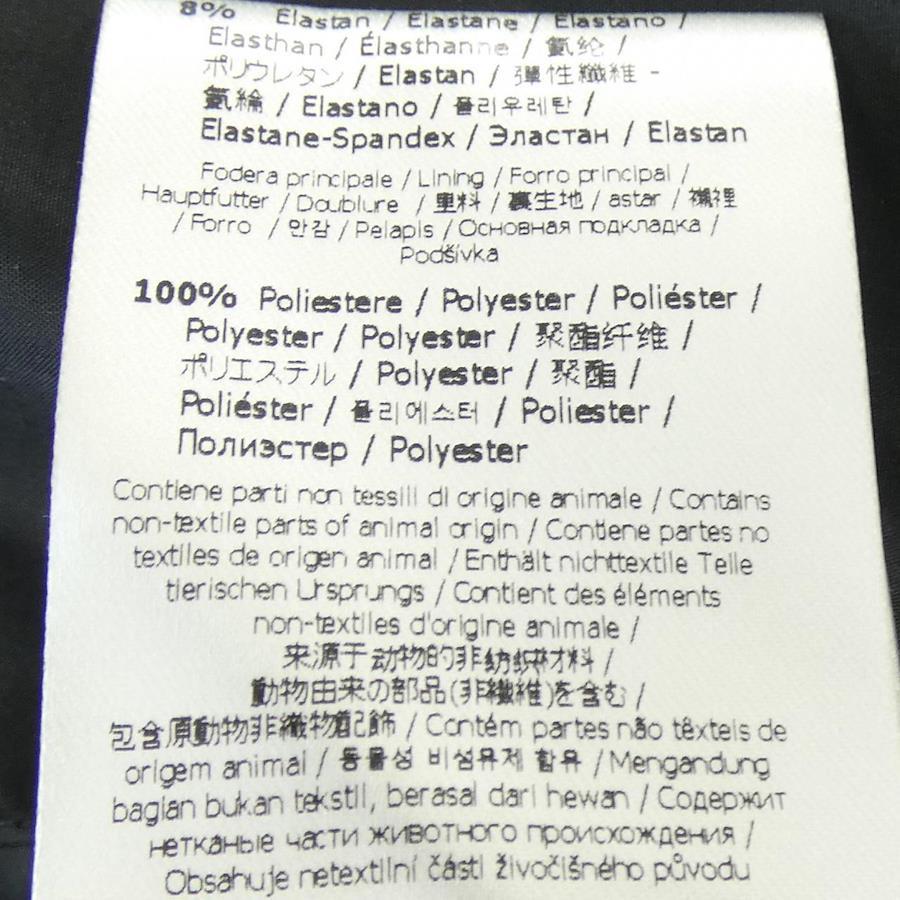 8% Elastan / Elastane / Elastano /
Elasthan / Élasthanne / 氨纶 /
ポリウレタン / Elastan / 彈性纖維 -
氨綸 / Elastano / 폴리우레탄 /
Elastane-Spandex / Эластан / Elastan
Fodera principale / Lining / Forro principal /
Hauptfutter / Doublure / 里料 / 裏生地 / astar / 襯裡
/ Forro / 안감 / Pelapis / Основная подкладка /
Podšívka
100% Poliestere / Polyester / Poliéster /
Polyester / Polyester / 聚酯纤维 /
ポリエステル / Polyester / 聚酯 /
Poliéster / 폴리에스터 / Poliester /
Полиэстер / Polyester
Contiene parti non tessili di origine animale / Contains
non-textile parts of animal origin / Contiene partes no
textiles de origen animal / Enthält nichttextile Teile
tierischen Ursprungs / Contient des éléments
non-textiles d'origine animale /
来源于动物的非纺织材料 /
動物由来の部品(非繊維)を含む /
包含原動物非織物配飾 / Contém partes não têxteis de
origem animal / 동물성 비섬유제 함유 / Mengandung
bagian bukan tekstil, berasal dari hewan / Содержит
нетканые части животного происхождения /
Obsahuje netextilní části živočišného původu